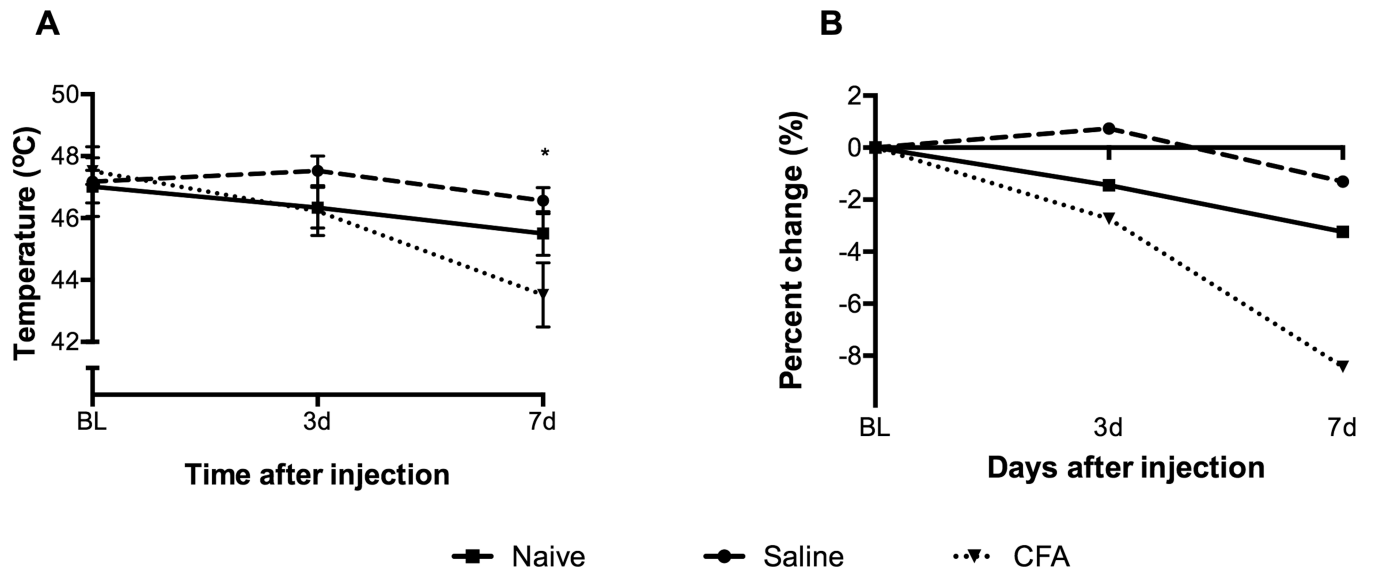 A
Temperature (ºC)
50
48
46
44
42
*
BL 3d 7d
Time after injection
B
Percent change (%)
2
0
-2
-4
-6
-8
BL 3d 7d
Days after injection
Naive Saline CFA